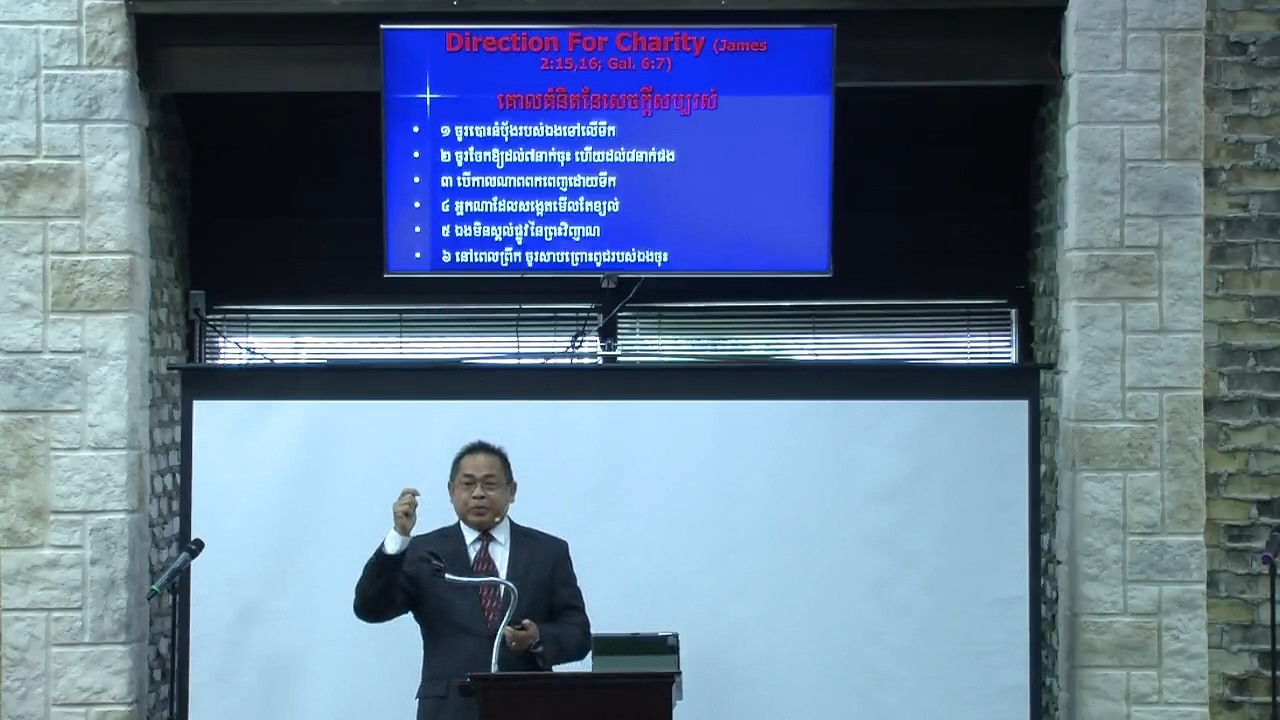 Direction For Charity (James
2:15,16; Gal. 6:7)
គោលគំនិតនៃសេចក្ដីសប្បុរស់
• ១ ចូរបោះនំបុ័ងរបស់ឯងទៅលើទឹក
• ២ ចូរចែកឱ្យដល់៧នាក់ចុះ ហើយដល់៨នាក់ផង
• ៣ បើកាលណាពពកពេញដោយទឹក
• ៤ អ្នកណាដែលសង្កេតមើលតែខ្យល់
• ៥ ឯងមិនស្គល់ផ្លូវនៃព្រះវិញាណ
• ៦ នៅពេលព្រឹក ចូរសាបព្រោះពូជរបស់ឯងចុះ